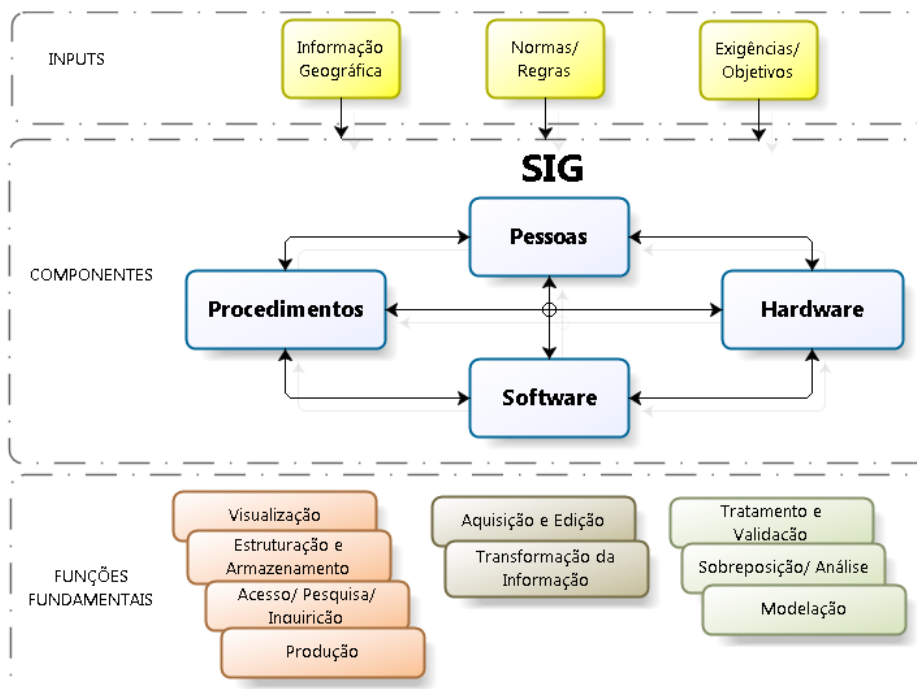 INPUTS
Informação
Geográfica
Normas/
Regras
Exigências/
Objetivos
SIG
COMPONENTES
Pessoas
Procedimentos
Hardware
Software
FUNÇÕES
FUNDAMENTAIS
Visualização
Estruturação e
Armazenamento
Acesso/ Pesquisa/
Inquirição
Produção
Aquisição e Edição
Transformação da
Informação
Tratamento e
Validação
Sobreposição/ Análise
Modelação